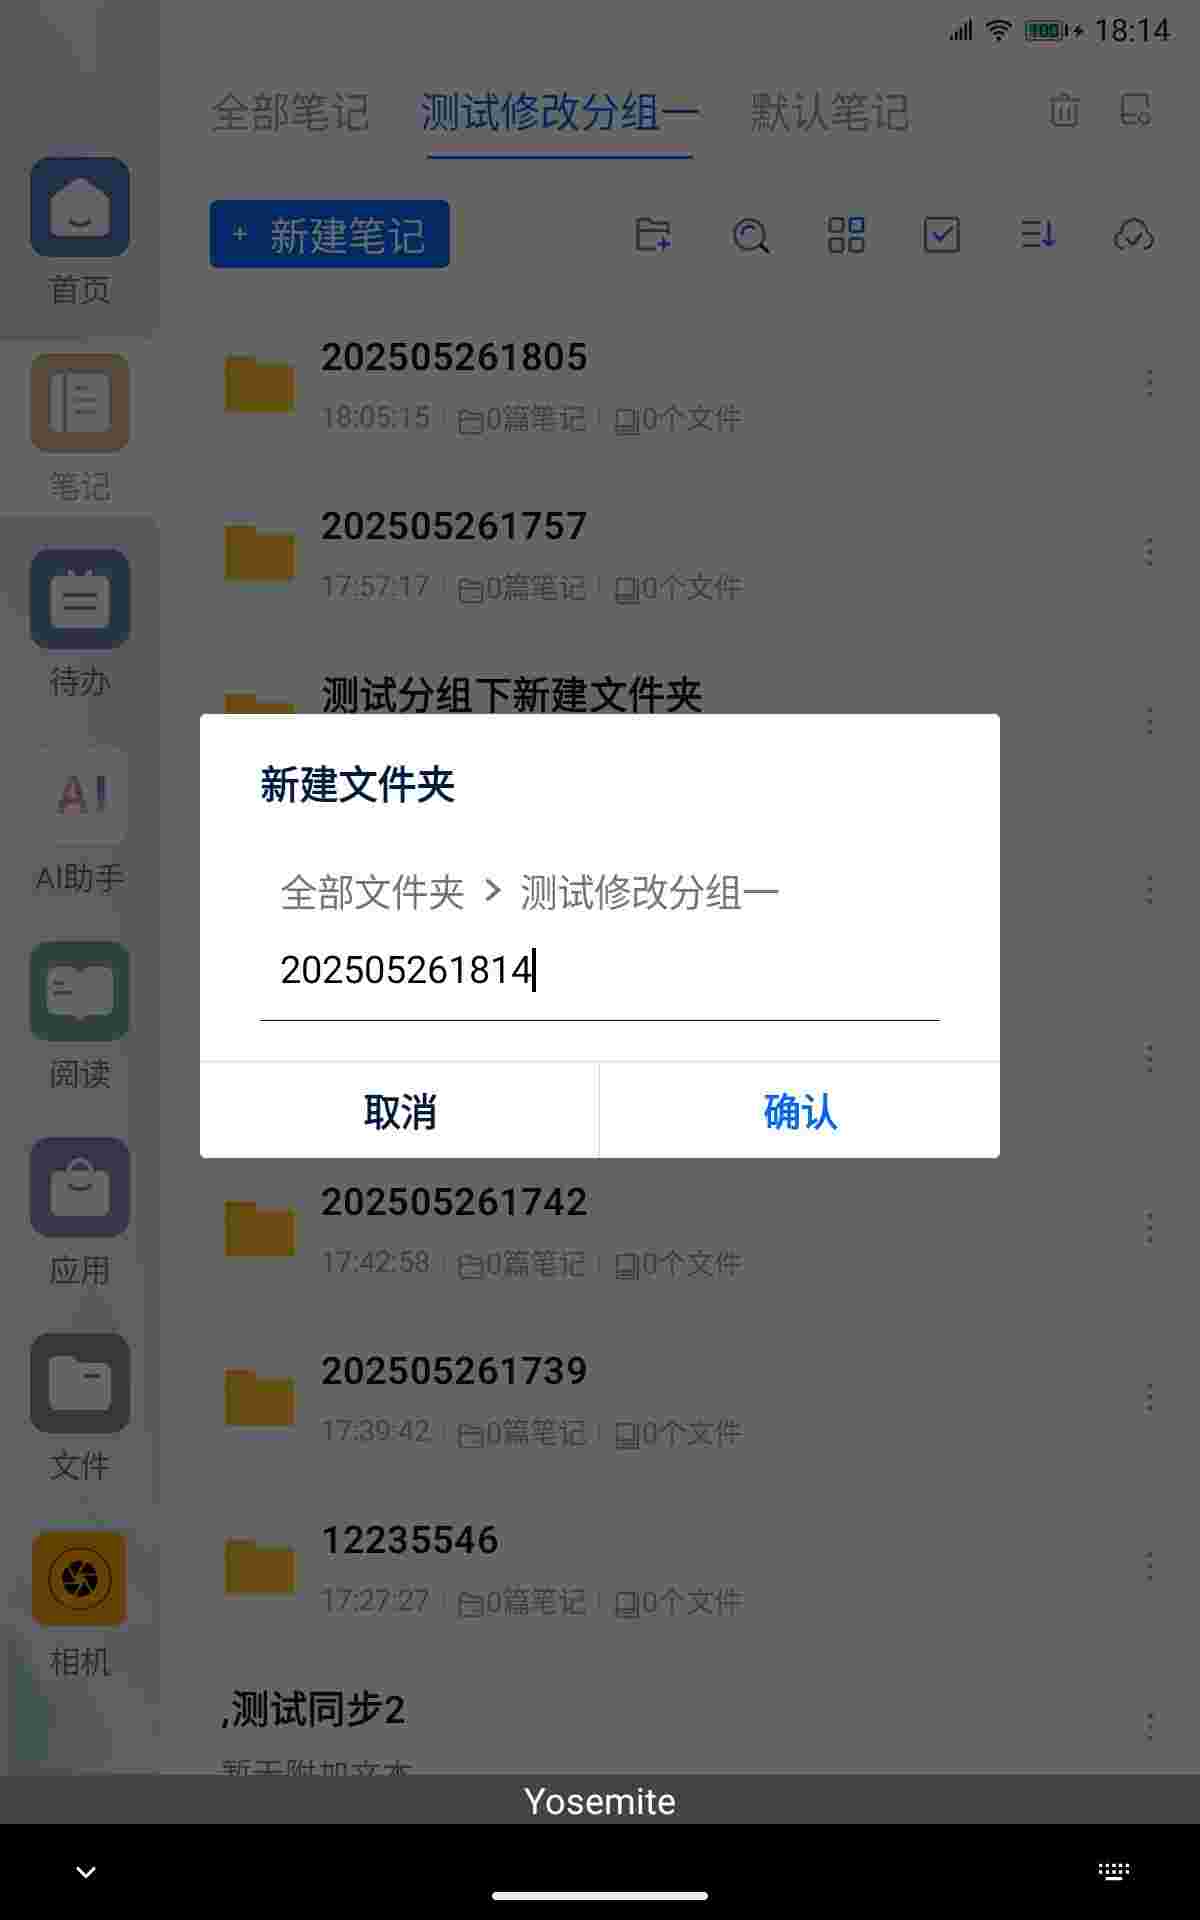 100 18:14
全部笔记 测试修改分组一 默认笔记
+ 新建笔记
首页
笔记
待办
AI
AI助手
阅读
应用
文件
相机
202505261805
18:05:15 0篇笔记 0个文件
202505261757
17:57:17 0篇笔记 0个文件
测试分组下新建文件夹
新建文件夹
全部文件夹 > 测试修改分组一
202505261814
取消 确认
202505261742
17:42:58 0篇笔记 0个文件
202505261739
17:39:42 0篇笔记 0个文件
12235546
17:27:27 0篇笔记 0个文件
,测试同步2
暂无附加文本
Yosemite